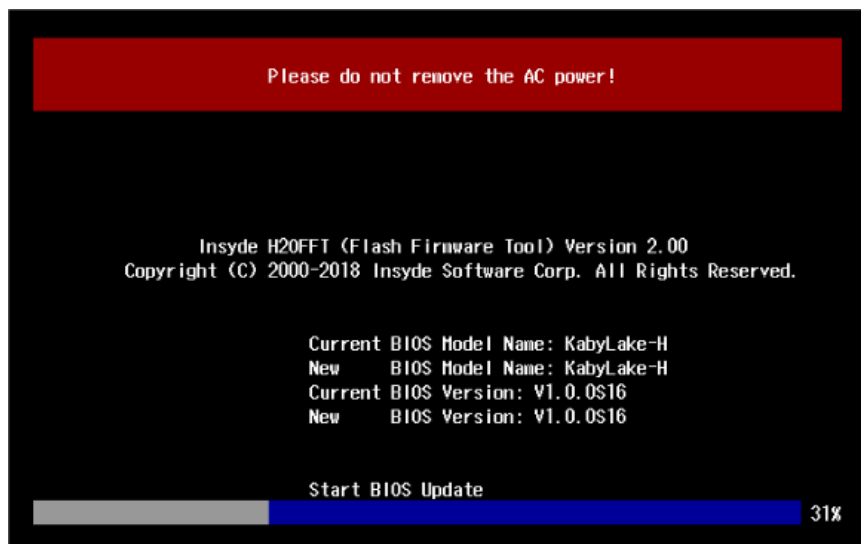 Please do not remove the AC power!
Insyde H2OFFT (Flash Firmware Tool) Version 2.00
Copyright (C) 2000-2018 Insyde Software Corp. All Rights Reserved.
Current BIOS Model Name: KabyLake-H
New BIOS Model Name: KabyLake-H
Current BIOS Version: V1.0.0S16
New BIOS Version: V1.0.0S16
Start BIOS Update
31%